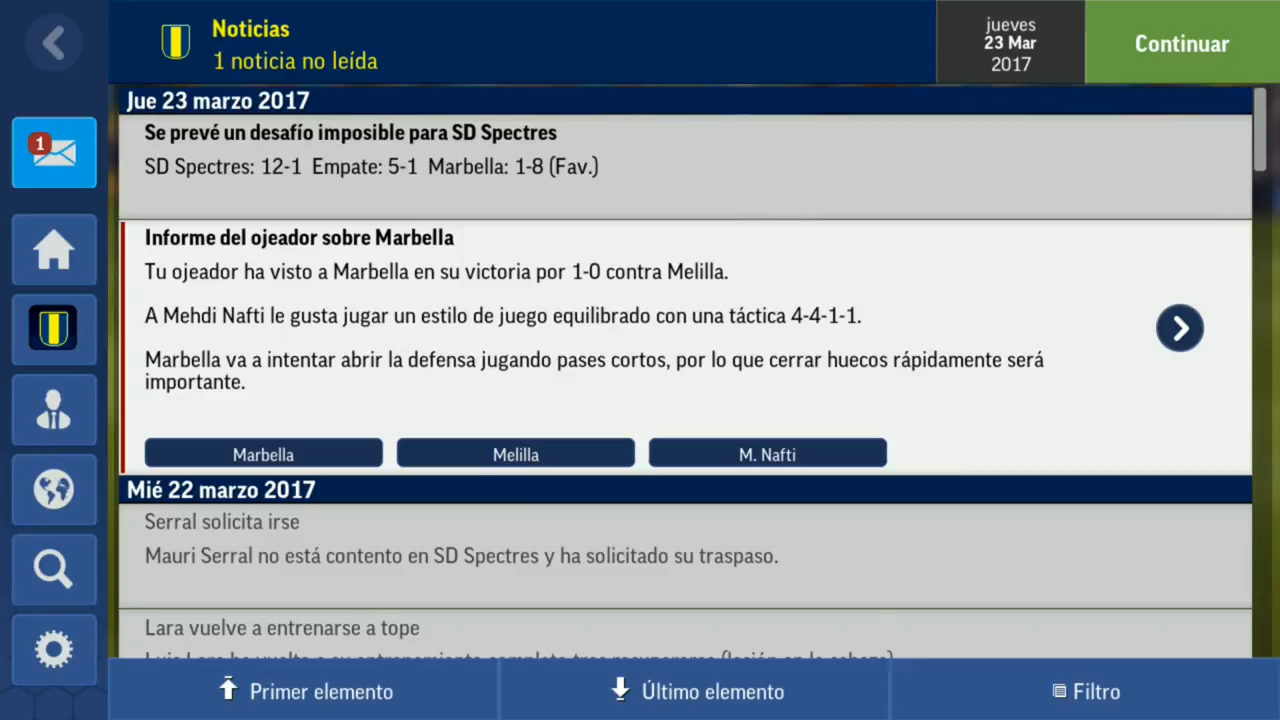 Noticias
1 noticia no leída
jueves
23 Mar
2017
Continuar
1
Jue 23 marzo 2017
Se prevé un desafío imposible para SD Spectres
SD Spectres: 12-1 Empate: 5-1 Marbella: 1-8 (Fav.)
Informe del ojeador sobre Marbella
Tu ojeador ha visto a Marbella en su victoria por 1-0 contra Melilla.
A Mehdi Nafti le gusta jugar un estilo de juego equilibrado con una táctica 4-4-1-1.
Marbella va a intentar abrir la defensa jugando pases cortos, por lo que cerrar huecos rápidamente será
importante.
Marbella Melilla M. Nafti
Mié 22 marzo 2017
Serral solicita irse
Mauri Serral no está contento en SD Spectres y ha solicitado su traspaso.
Lara vuelve a entrenarse a tope
Primer elemento Último elemento Filtro